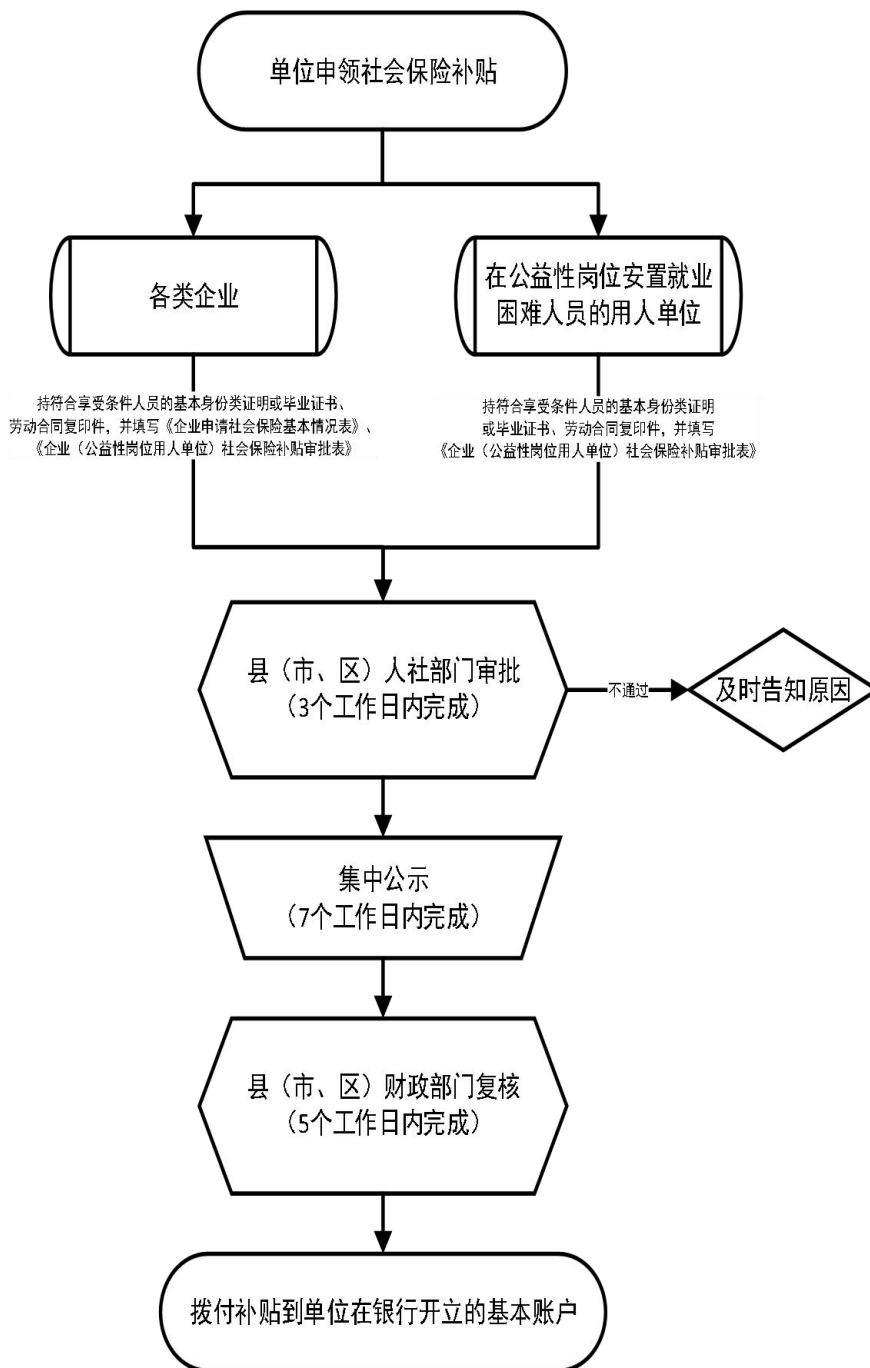 单位申领社会保险补贴
各类企业
在公益性岗位安置就业
困难人员的用人单位
持符合享受条件人员的基本身份类证明或毕业证书、
劳动合同复印件，并填写《企业申请社会保险基本情况表》、
《企业（公益性岗位用人单位）社会保险补贴审批表》
持符合享受条件人员的基本身份类证明
或毕业证书、劳动合同复印件，并填写
《企业（公益性岗位用人单位）社会保险补贴审批表》
县（市、区）人社部门审批
（3个工作日内完成）
不通过
及时告知原因
集中公示
（7个工作日内完成）
县（市、区）财政部门复核
（5个工作日内完成）
拨付补贴到单位在银行开立的基本账户